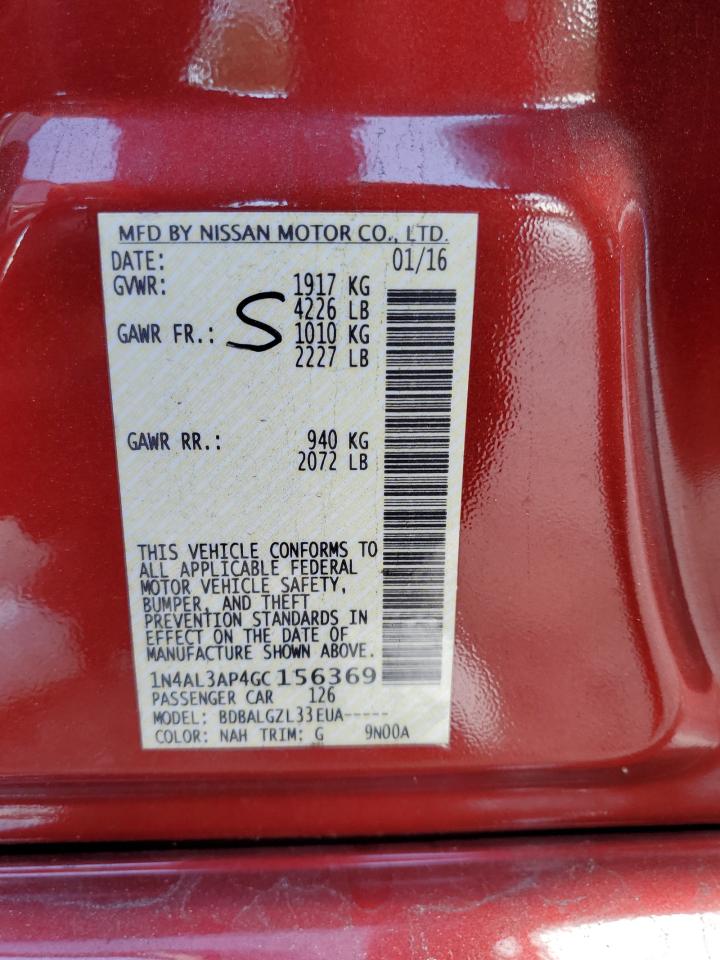 MFD BY NISSAN MOTOR CO., LTD.
DATE: 01/16
GVWR: 1917 KG
4226 LB
GAWR FR.: S 1010 KG
2227 LB
GAWR RR.: 940 KG
2072 LB
THIS VEHICLE CONFORMS TO
ALL APPLICABLE FEDERAL
MOTOR VEHICLE SAFETY,
BUMPER, AND THEFT
PREVENTION STANDARDS IN
EFFECT ON THE DATE OF
MANUFACTURE SHOWN ABOVE.
1N4AL3AP4GC156369
PASSENGER CAR 126
MODEL: BDBALGZL33EUA-----
COLOR: NAH TRIM: G 9N00A